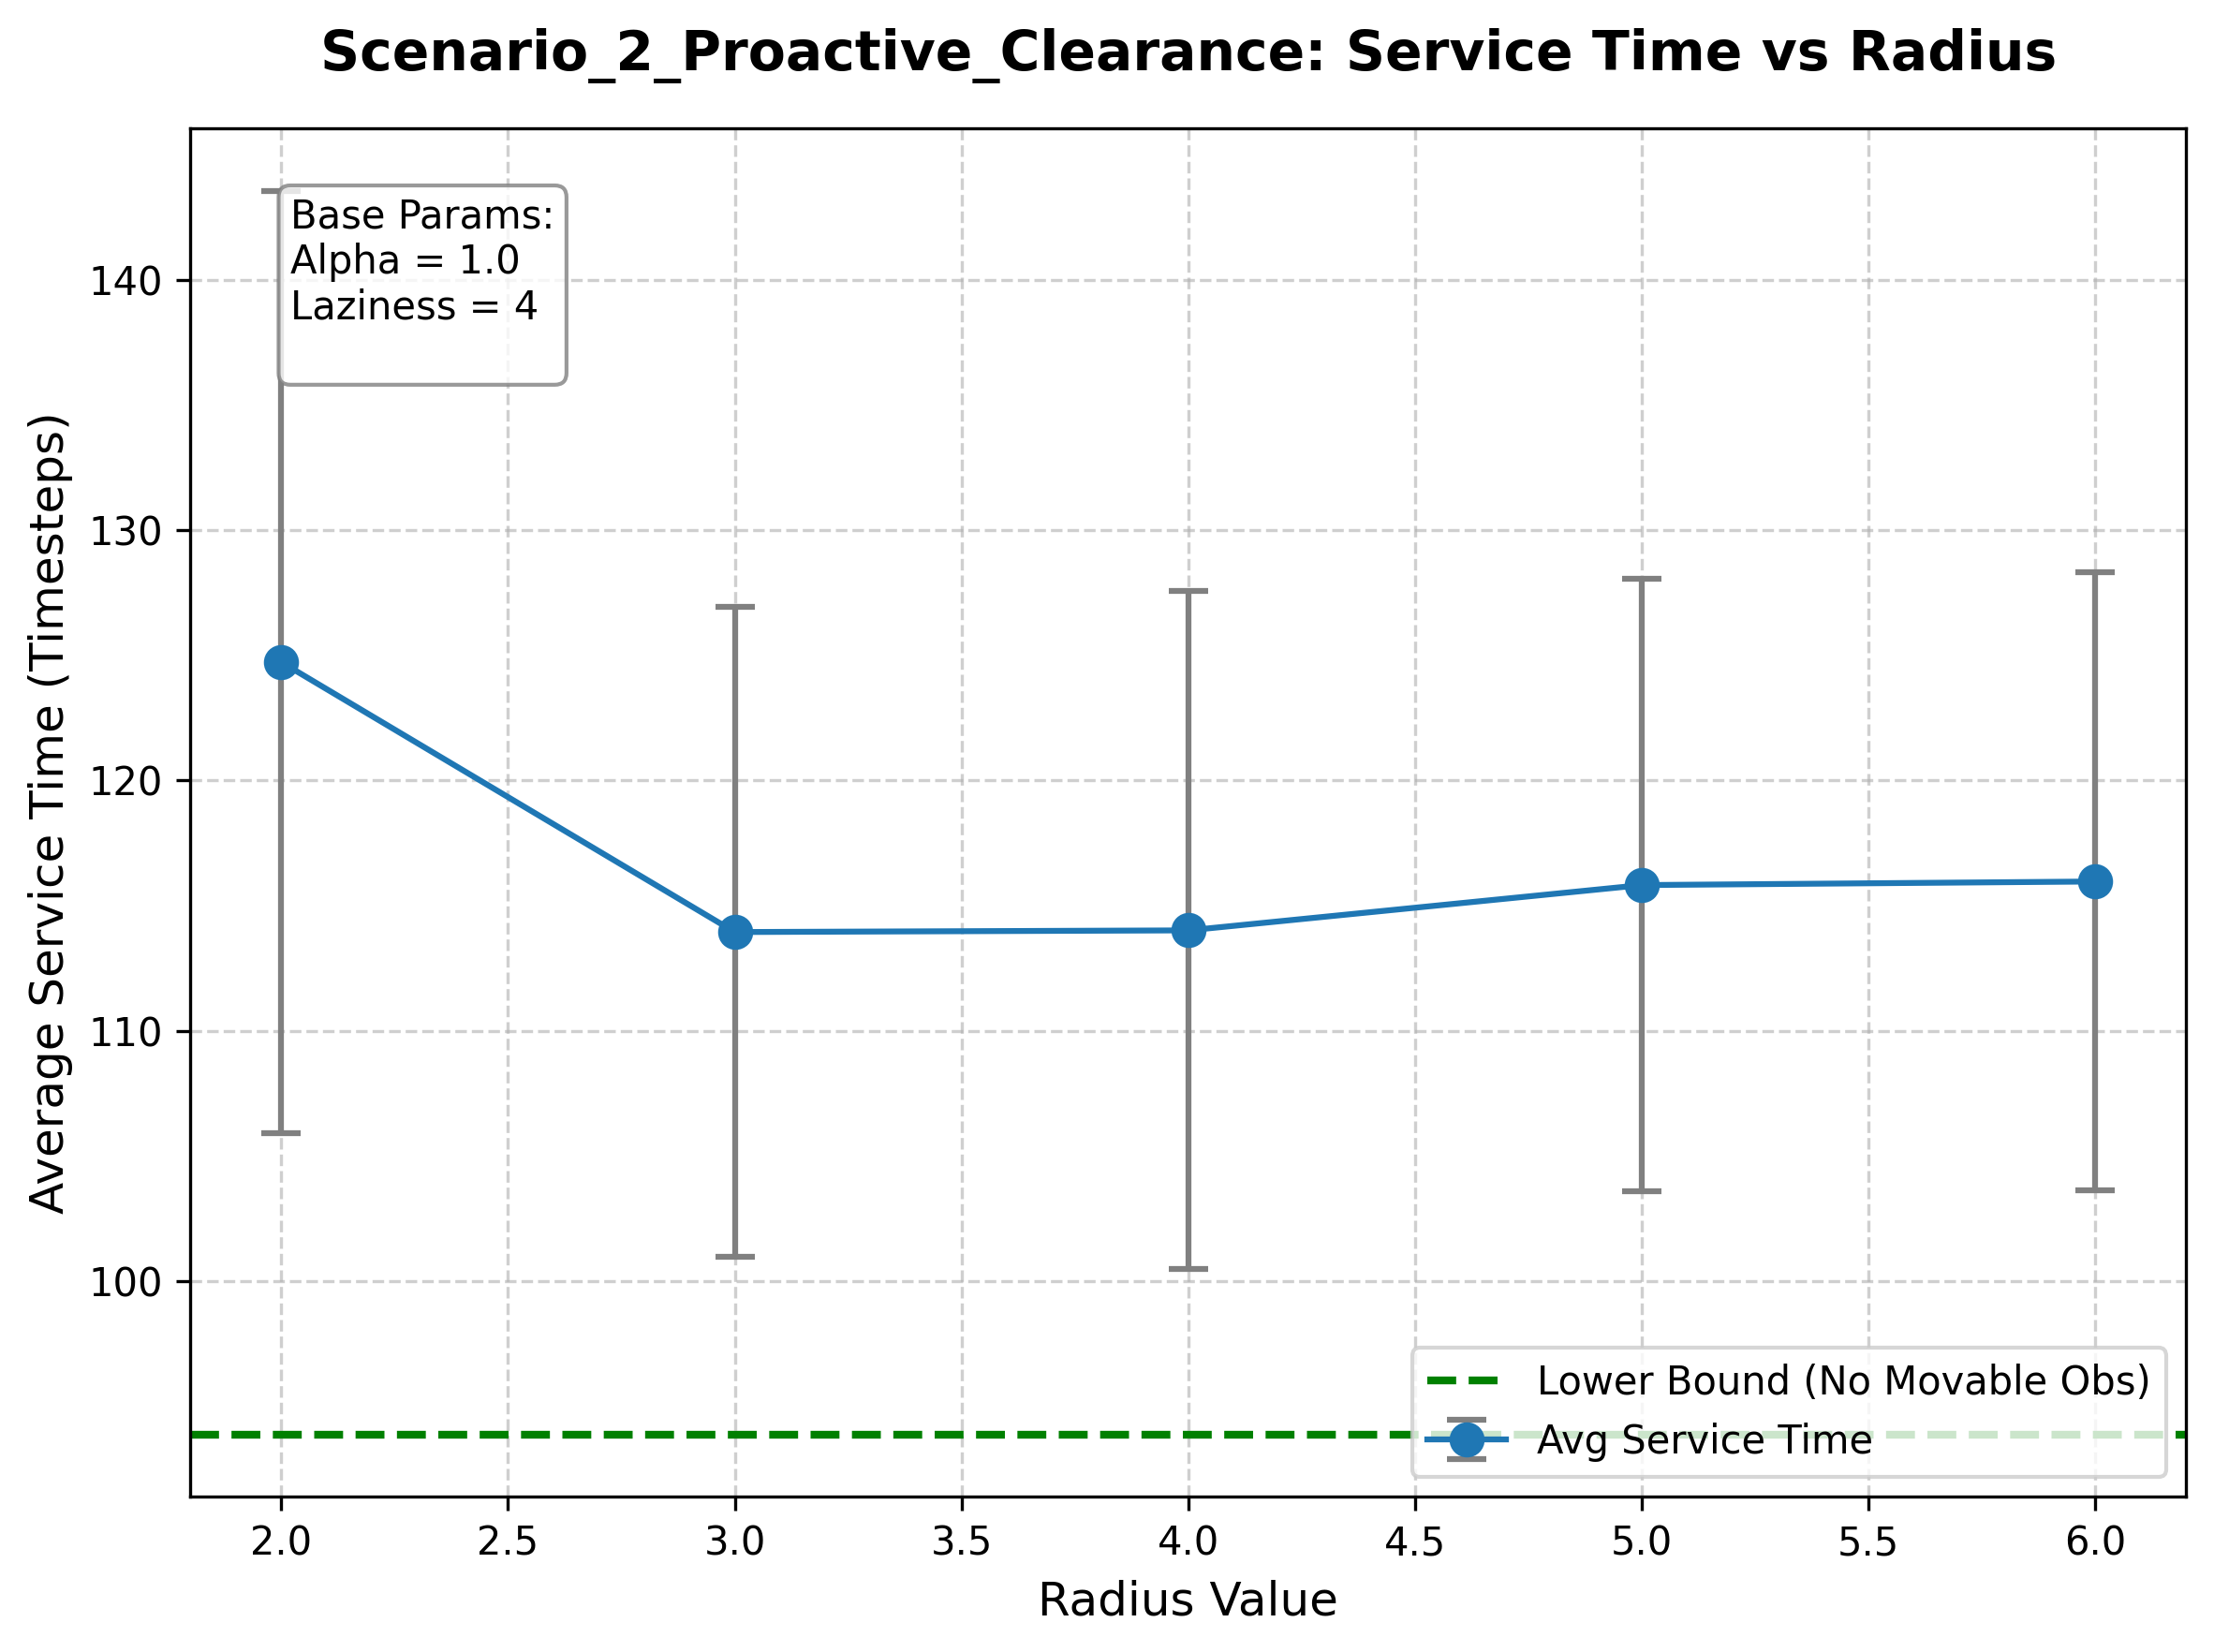 Scenario_2_Proactive_Clearance: Service Time vs Radius
Base Params:
Alpha = 1.0
Laziness = 4
140
130
120
110
100
Average Service Time (Timesteps)
Lower Bound (No Movable Obs)
Avg Service Time
2.0 2.5 3.0 3.5 4.0 4.5 5.0 5.5 6.0
Radius Value